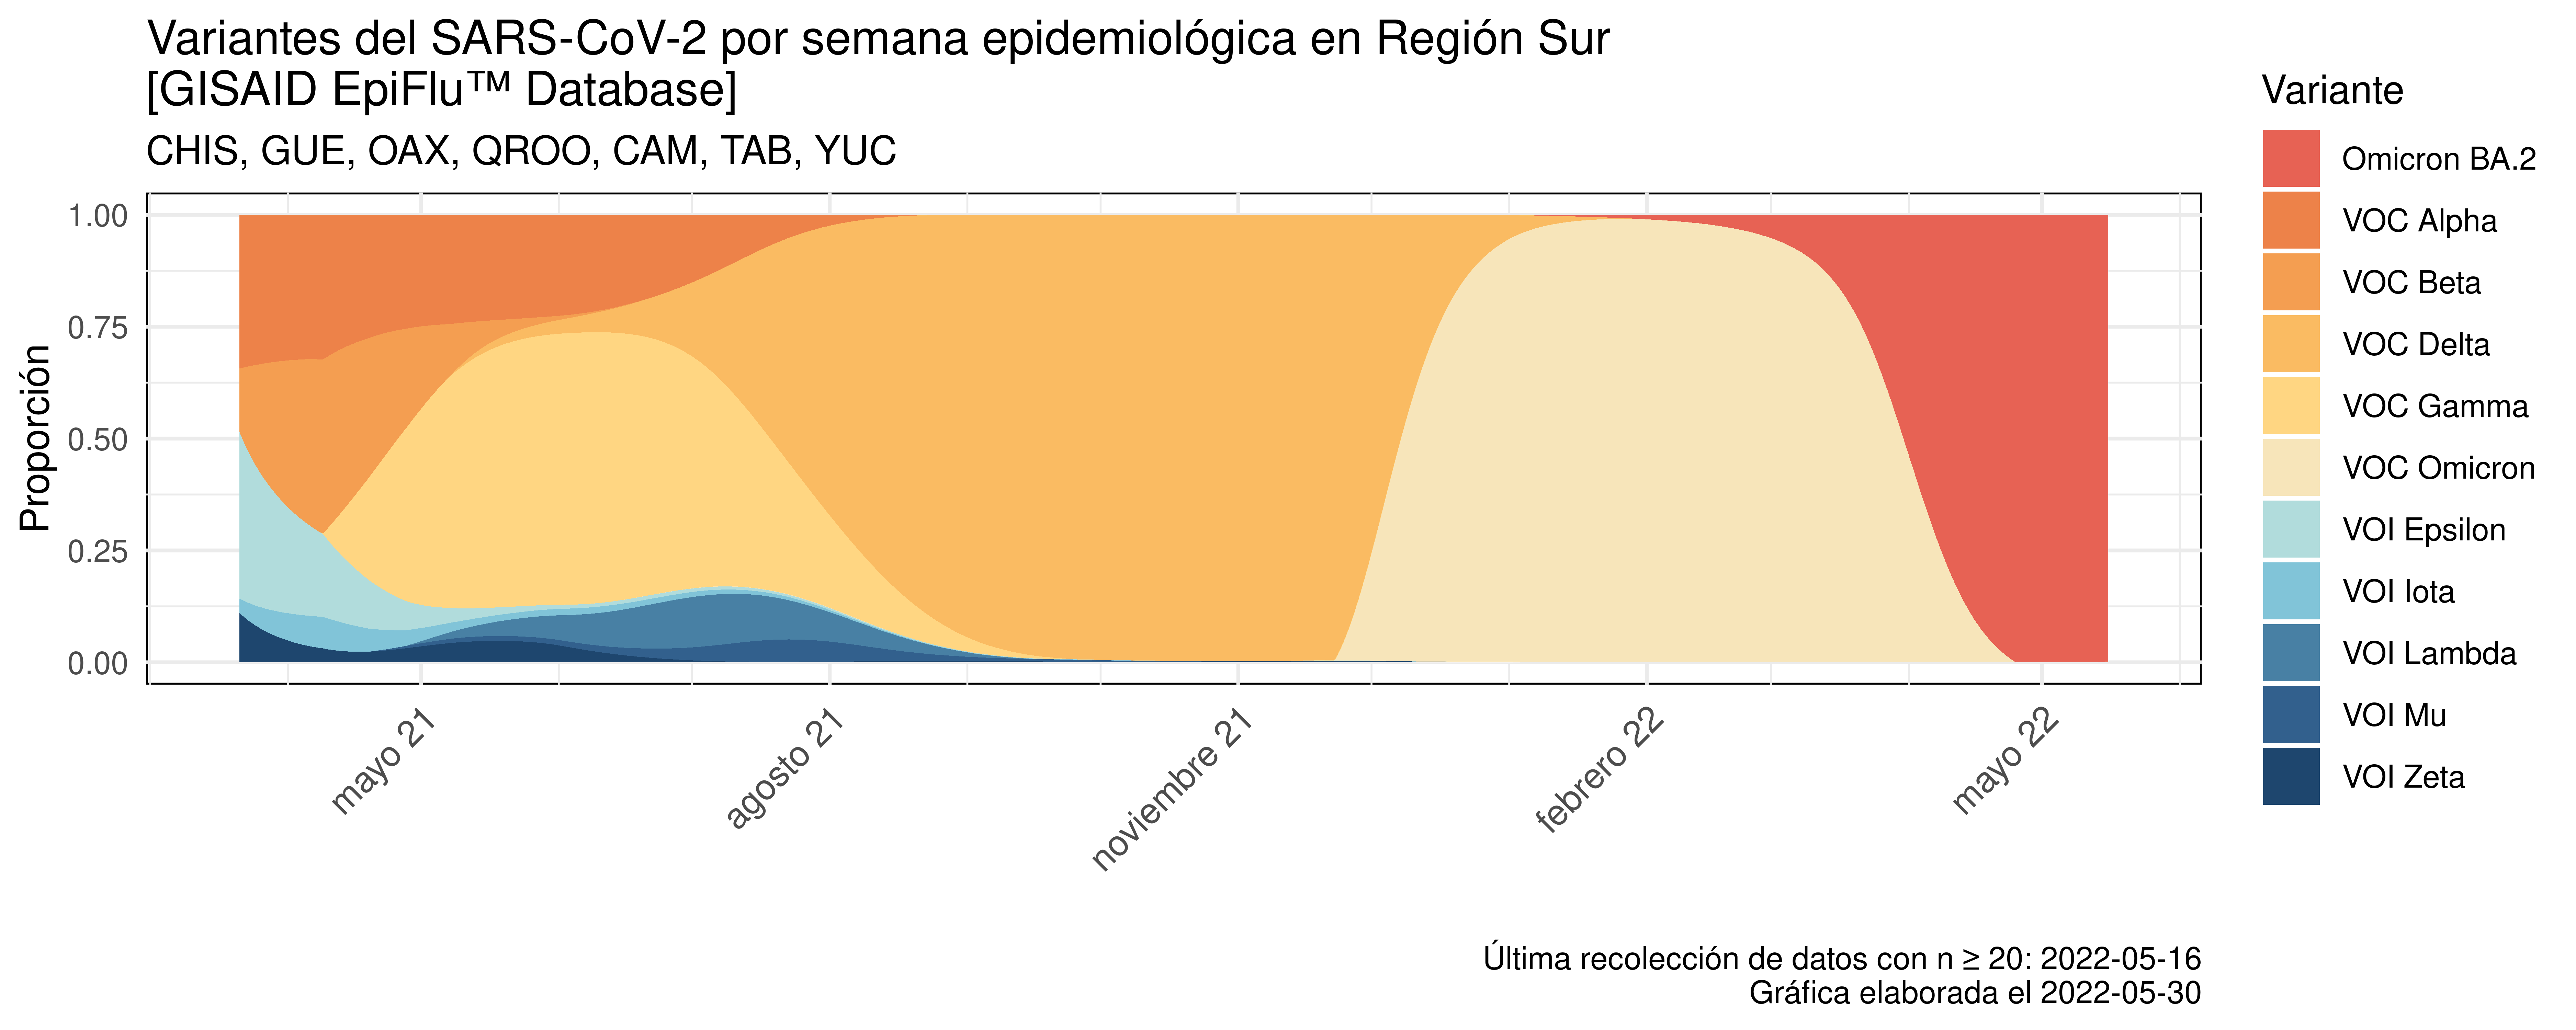 Variantes del SARS-CoV-2 por semana epidemiológica en Región Sur
[GISAID EpiFlu™ Database]
CHIS, GUE, OAX, QROO, CAM, TAB, YUC
Proporción
1.00
0.75
0.50
0.25
0.00
mayo 21
agosto 21
noviembre 21
febrero 22
mayo 22
Variante
Omicron BA.2
VOC Alpha
VOC Beta
VOC Delta
VOC Gamma
VOC Omicron
VOI Epsilon
VOI Iota
VOI Lambda
VOI Mu
VOI Zeta
Última recolección de datos con n ≥ 20: 2022-05-16
Gráfica elaborada el 2022-05-30